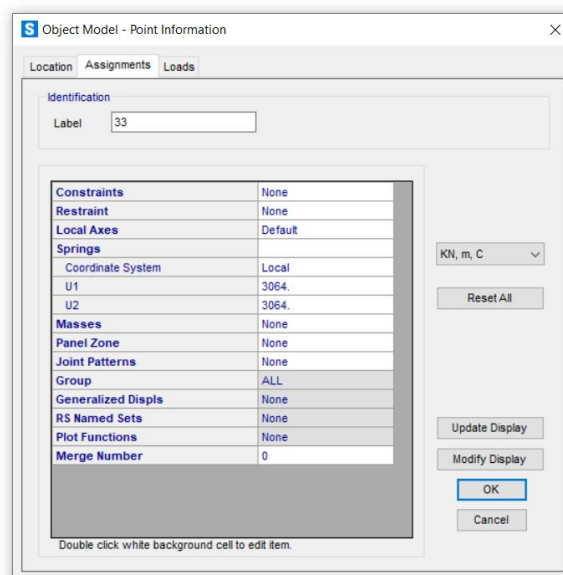 S Object Model - Point Information
Location Assignments Loads
Identification
Label 33
Constraints None
Restraint None
Local Axes Default
Springs
Coordinate System Local
U1 3064.
U2 3064.
Masses None
Panel Zone None
Joint Patterns None
Group ALL
Generalized Displs None
RS Named Sets None
Plot Functions None
Merge Number 0
Double click white background cell to edit item.
KN, m, C
Reset All
Update Display
Modify Display
OK
Cancel